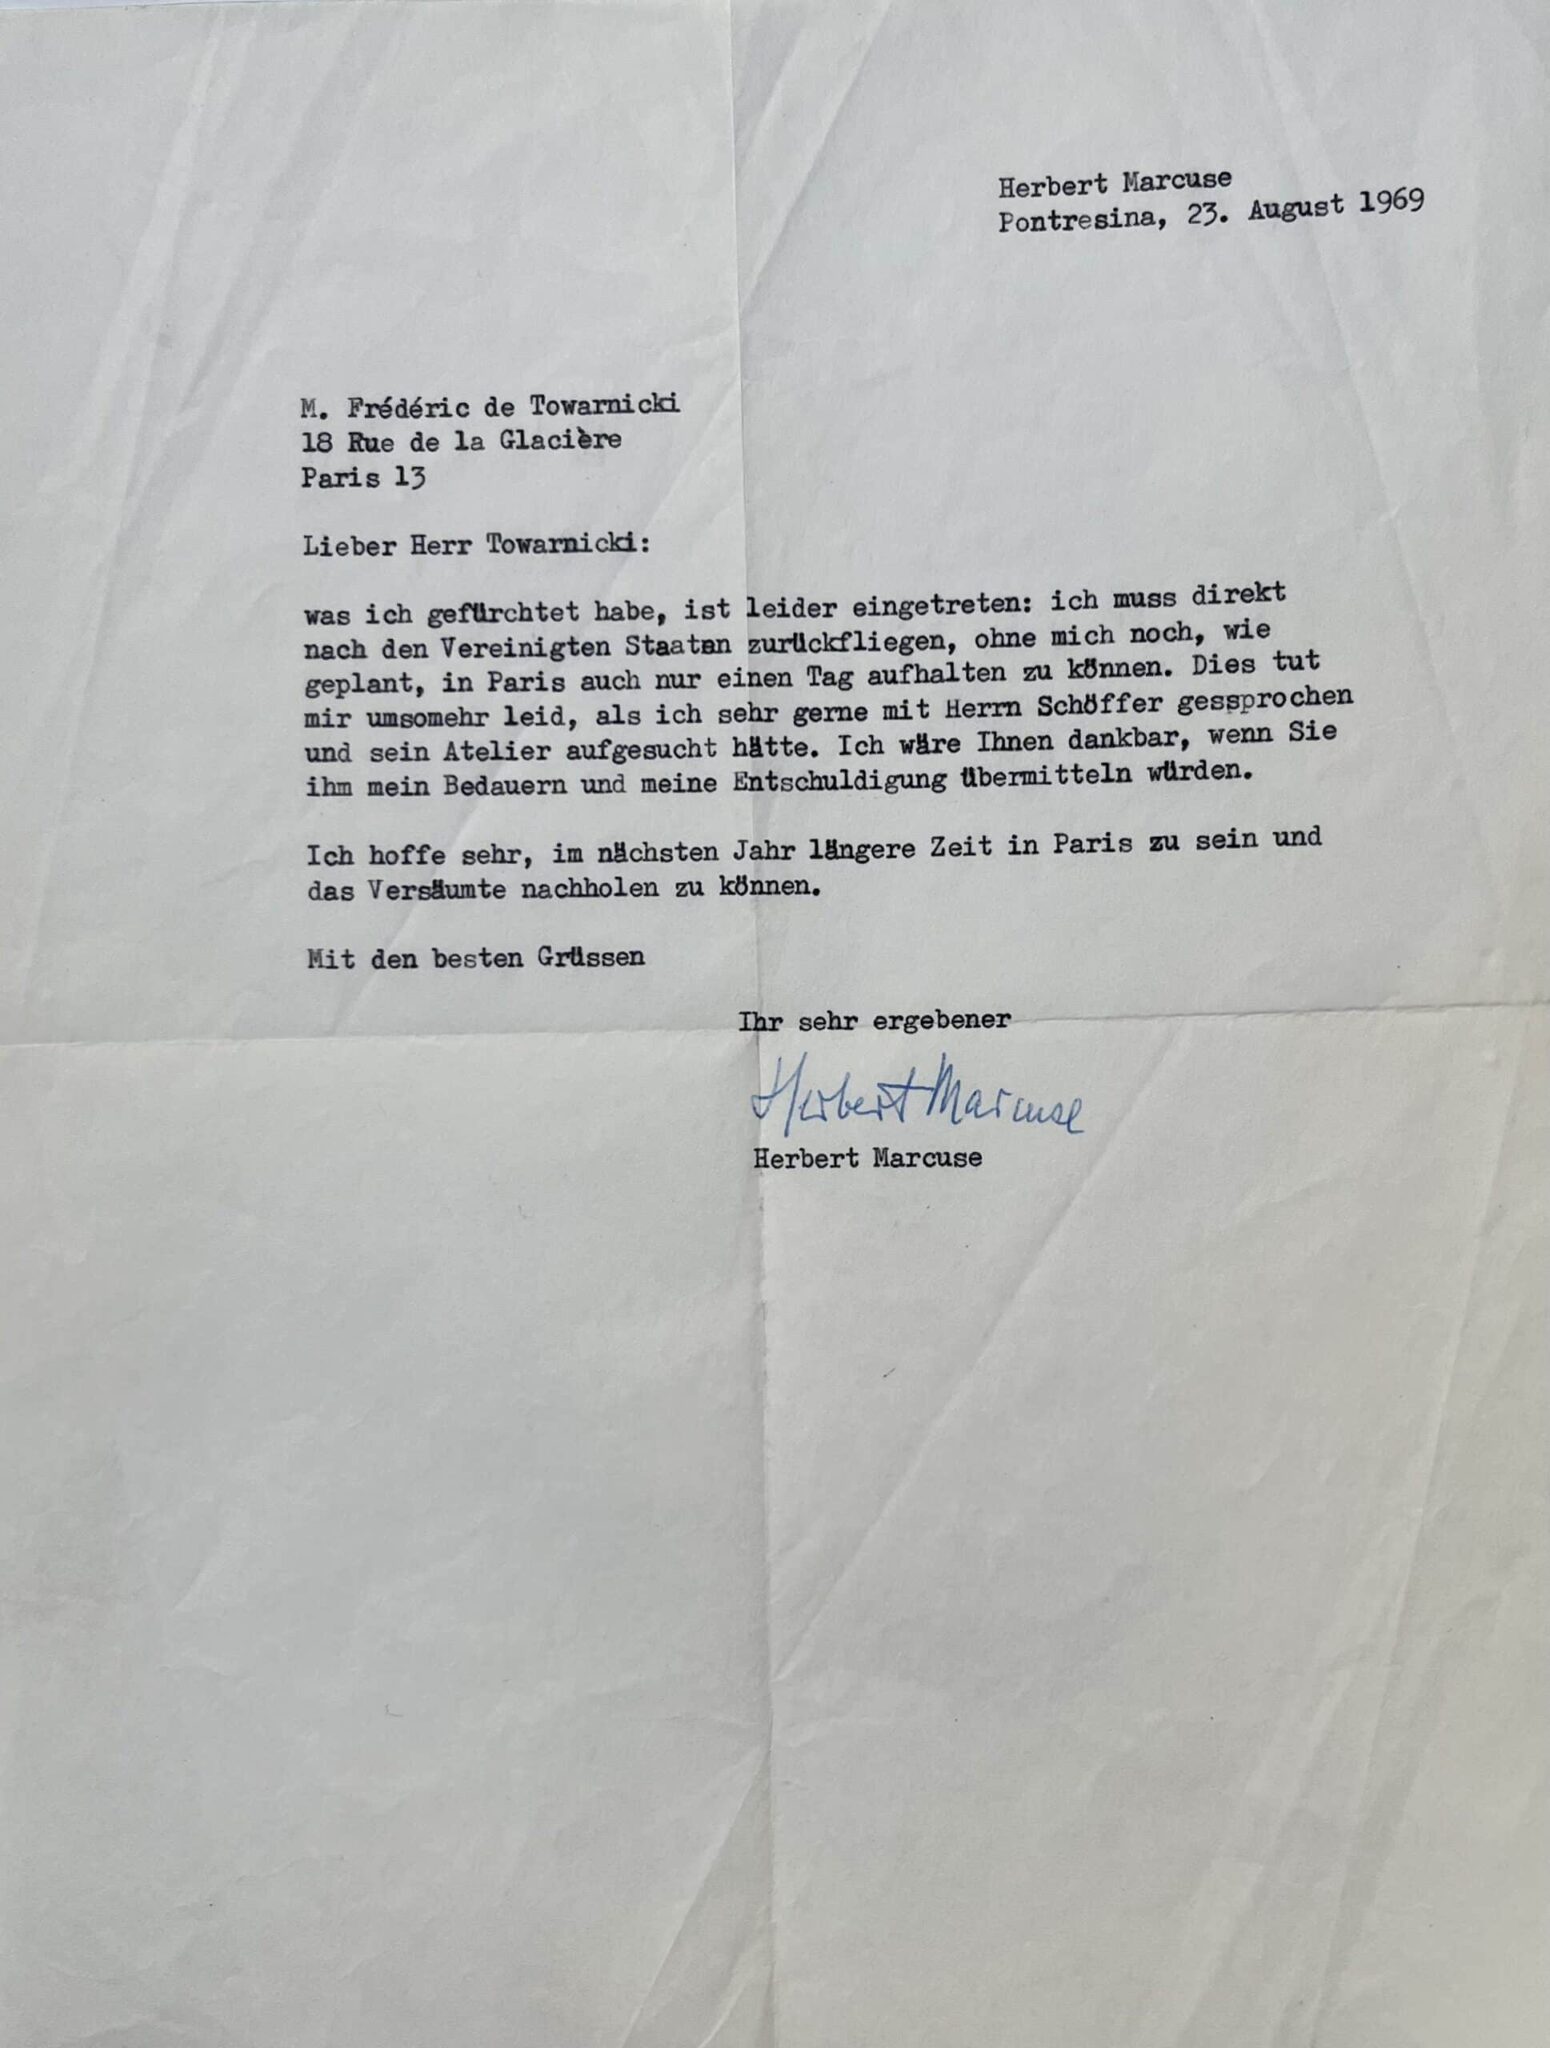 Herbert Marcuse
Pontresina, 23. August 1969
M. Frédéric de Towarnicki
18 Rue de la Glacière
Paris 13
Lieber Herr Towarnicki:
was ich gefürchtet habe, ist leider eingetreten: ich muss direkt
nach den Vereinigten Staaten zurückfliegen, ohne mich noch, wie
geplant, in Paris auch nur einen Tag aufhalten zu können. Dies tut
mir umsomehr leid, als ich sehr gerne mit Herrn Schöffer gessprochen
und sein Atelier aufgesucht hätte. Ich wäre Ihnen dankbar, wenn Sie
ihm mein Bedauern und meine Entschuldigung übermitteln würden.
Ich hoffe sehr, im nächsten Jahr längere Zeit in Paris zu sein und
das Versäumte nachholen zu können.
Mit den besten Grüssen
Ihr sehr ergebener
Herbert Marcuse
Herbert Marcuse